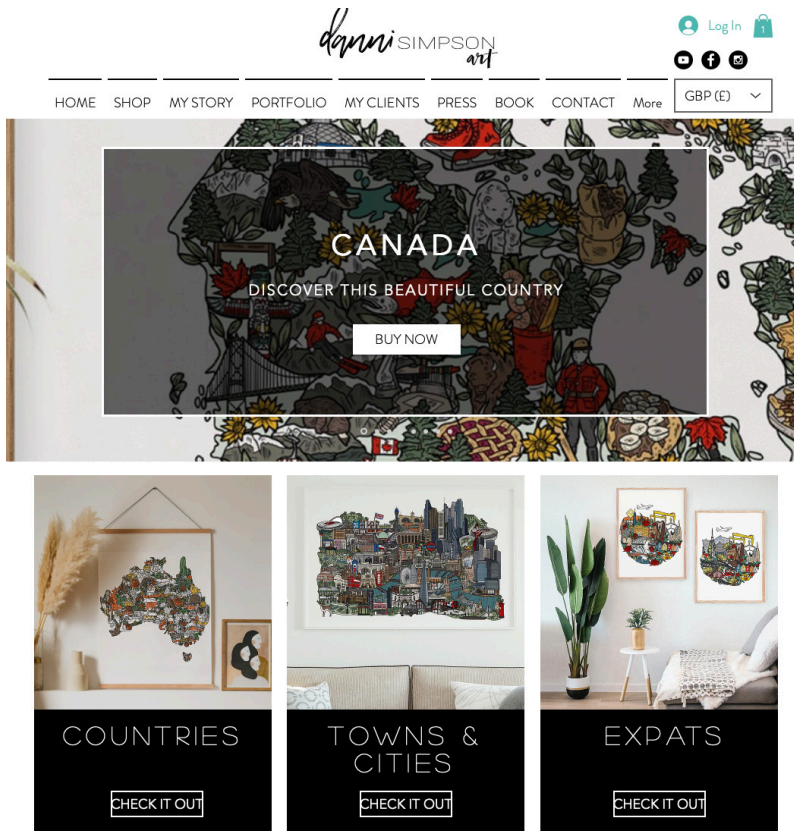 danni SIMPSON
art
Log In
1
GBP (£)
HOME SHOP MY STORY PORTFOLIO MY CLIENTS PRESS BOOK CONTACT More
CANADA
DISCOVER THIS BEAUTIFUL COUNTRY
BUY NOW
COUNTRIES
CHECK IT OUT
TOWNS &
CITIES
CHECK IT OUT
EXPATS
CHECK IT OUT